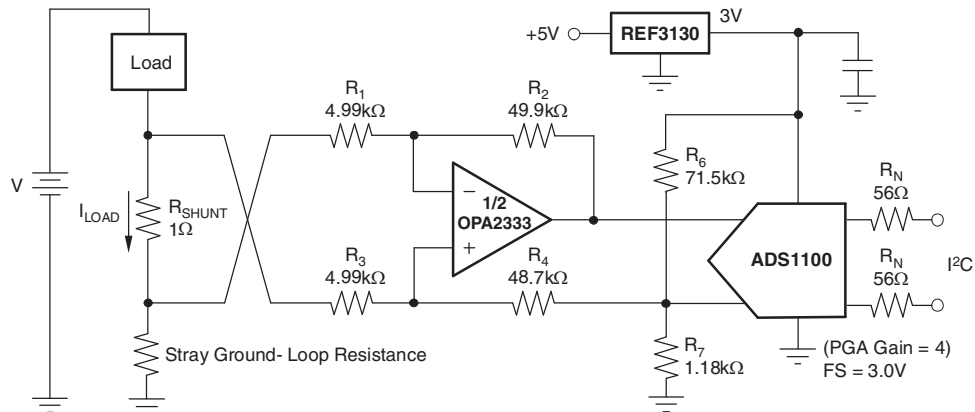 3V
+5V
REF3130
Load
R1
4.99kΩ
R2
49.9kΩ
R6
71.5kΩ
V
ILOAD
RSHUNT
1Ω
−
1/2
OPA2333
+
RN
56Ω
ADS1100
RN
56Ω
I²C
R3
4.99kΩ
R4
48.7kΩ
Stray Ground- Loop Resistance
R7
1.18kΩ
(PGA Gain = 4)
FS = 3.0V